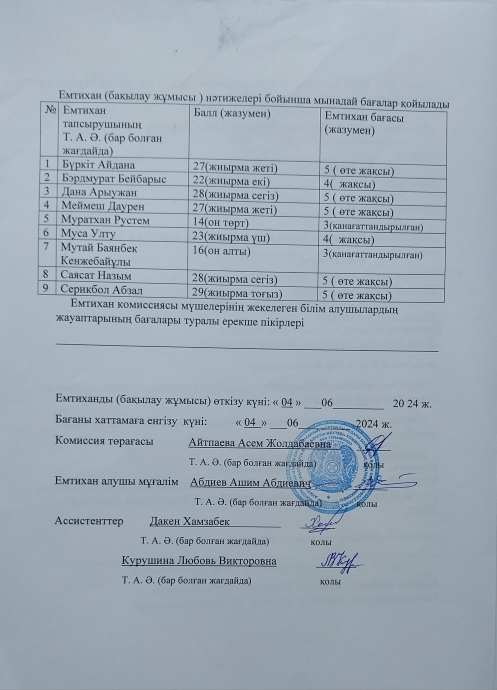 Емтихан (бақылау жұмысы ) нәтижелері бойынша мынадай бағалар қойылады
№ Емтихан тапсырушының Т. А. Ә. (бар болған жағдайда) Балл (жазумен) Емтихан бағасы (жазумен)
1 Бүркіт Айдана 27(жиырма жеті) 5 ( өте жақсы)
2 Бэрдмурат Бейбарыс 22(жиырма екі) 4( жақсы)
3 Дана Арыужан 28(жиырма сегіз) 5 ( өте жақсы)
4 Меймеш Даурен 27(жиырма жеті) 5 ( өте жақсы)
5 Муратхан Рустем 14(он төрт) 3(қанағаттандырылған)
6 Муса Улту 23(жиырма үш) 4( жақсы)
7 Мутай Баянбек Кенжебайұлы 16(он алты) 3(қанағаттандырылған)
8 Саясат Назым 28(жиырма сегіз) 5 ( өте жақсы)
9 Серикбол Абзал 29(жиырма тоғыз) 5 ( өте жақсы)
Емтихан комиссиясы мүшелерінің жекелеген білім алушылардың
жауаптарының бағалары туралы ерекше пікірлері
Емтиханды (бақылау жұмысы) өткізу күні: « 04 » ___06_________ 20 24 ж.
Бағаны хаттамаға енгізу күні: « 04 » ___06_________2024 ж.
Комиссия төрағасы Айтпаева Асем Жолдабаевна
Т. А. Ә. (бар болған жағдайда) қолы
Емтихан алушы мұғалім Абдиев Ашим Абдиевич
Т. А. Ә. (бар болған жағдайда) қолы
Ассистенттер Дакен Хамзабек
Т. А. Ә. (бар болған жағдайда) қолы
Курушина Любовь Викторовна
Т. А. Ә. (бар болған жағдайда) қолы